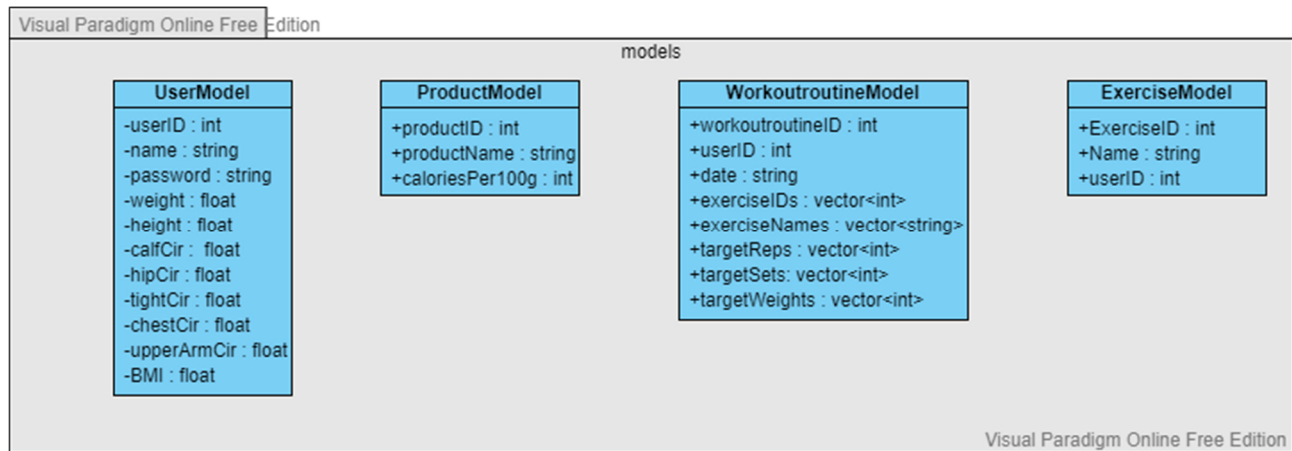 Visual Paradigm Online Free Edition
models
UserModel
-userID : int
-name : string
-password : string
-weight : float
-height : float
-calfCir : float
-hipCir : float
-tightCir : float
-chestCir : float
-upperArmCir : float
-BMI : float
ProductModel
+productID : int
+productName : string
+caloriesPer100g : int
WorkoutroutineModel
+workoutroutineID : int
+userID : int
+date : string
+exerciseIDs : vector<int>
+exerciseNames : vector<string>
+targetReps : vector<int>
+targetSets: vector<int>
+targetWeights : vector<int>
ExerciseModel
+ExerciseID : int
+Name : string
+userID : int
Visual Paradigm Online Free Edition